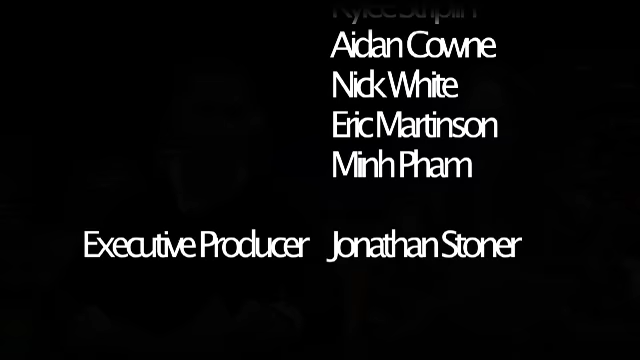 Aidan Cowne
Nick White
Eric Martinson
Minh Pham
Executive Producer Jonathan Stoner